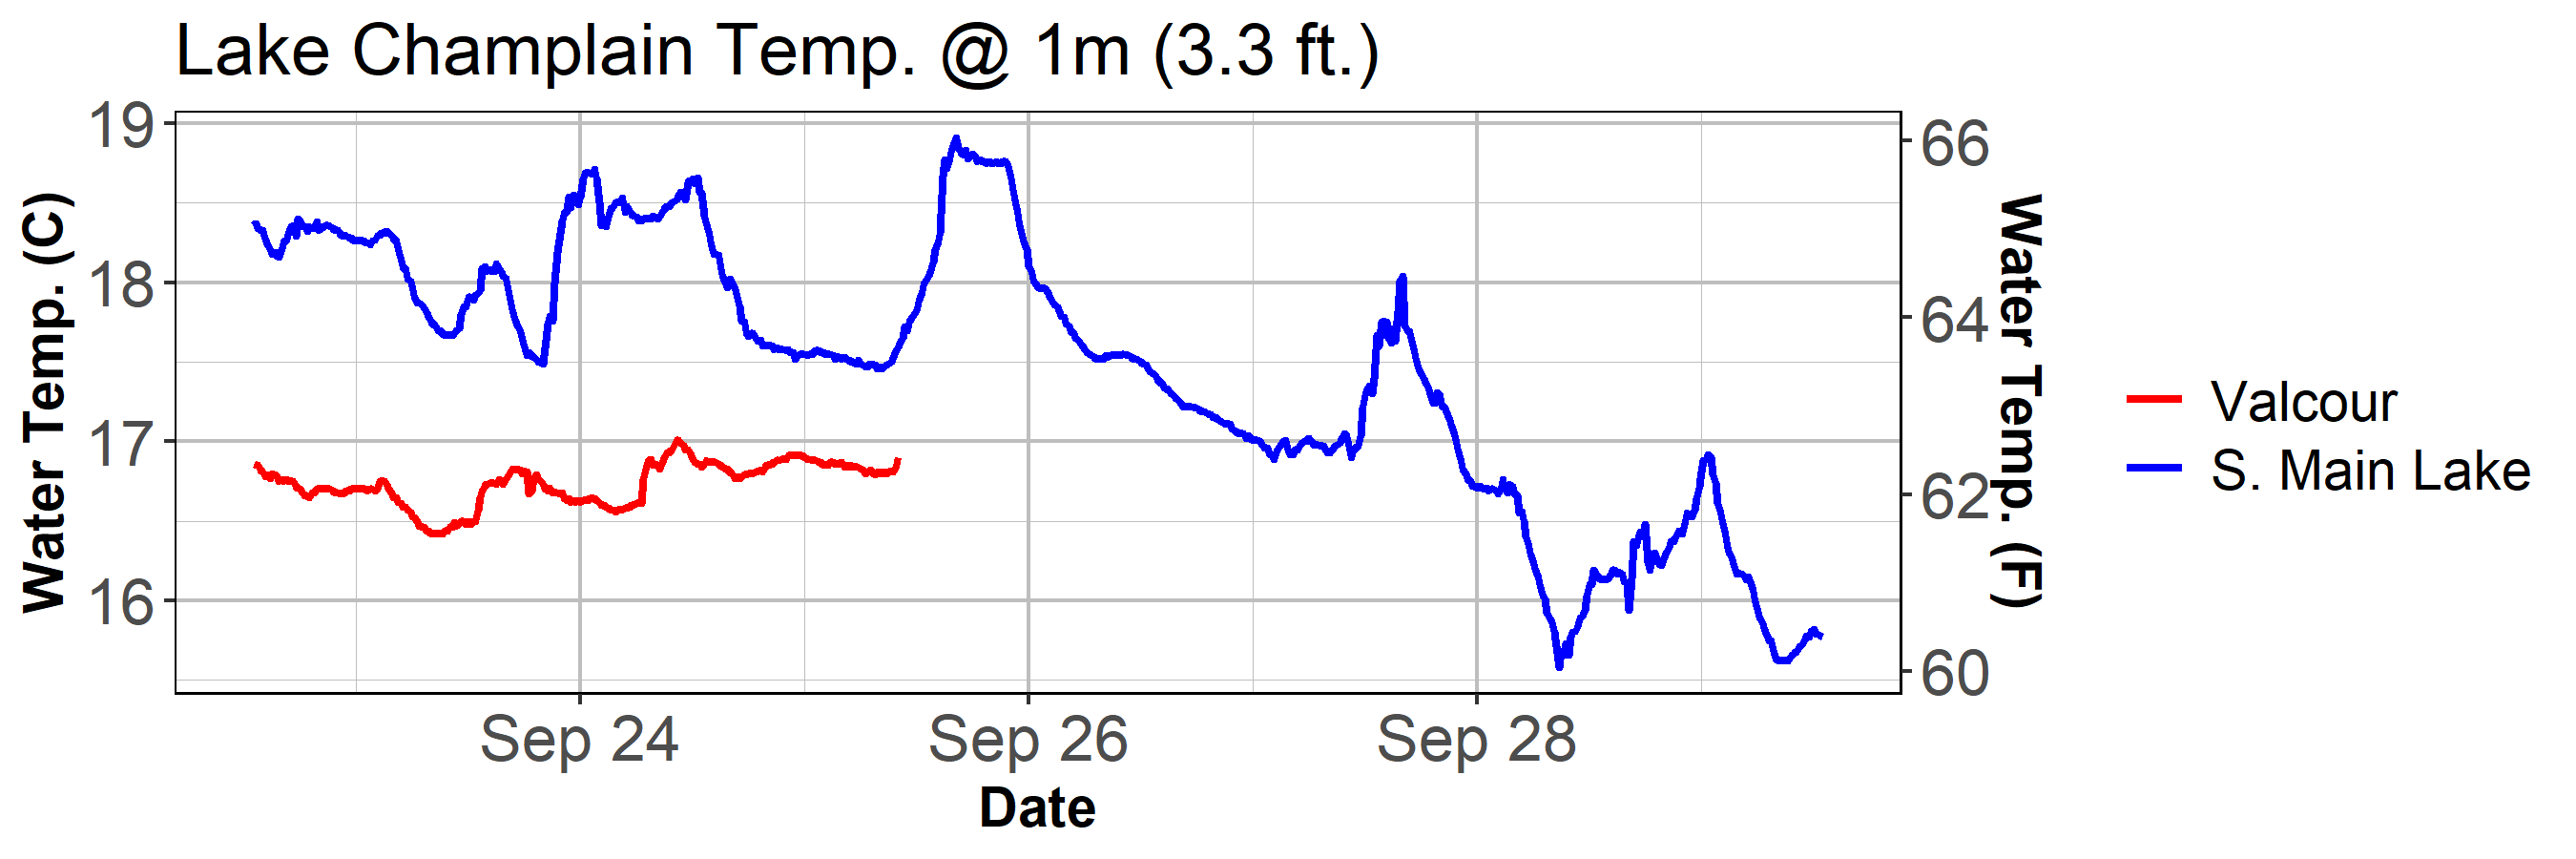 Lake Champlain Temp. @ 1m (3.3 ft.)
Water Temp. (C)
19
18
17
16
66
64
62
60
Water Temp. (F)
Sep 24
Sep 26
Sep 28
Date
Valcour
S. Main Lake